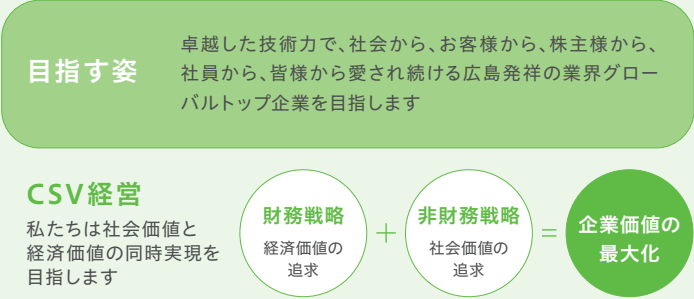 目指す姿
卓越した技術力で、社会から、お客様から、株主様から、
社員から、皆様から愛され続ける広島発祥の業界グロー
バルトップ企業を目指します
CSV経営
私たちは社会価値と
経済価値の同時実現を
目指します
財務戦略
経済価値の
追求
+
非財務戦略
社会価値の
追求
=
企業価値の
最大化